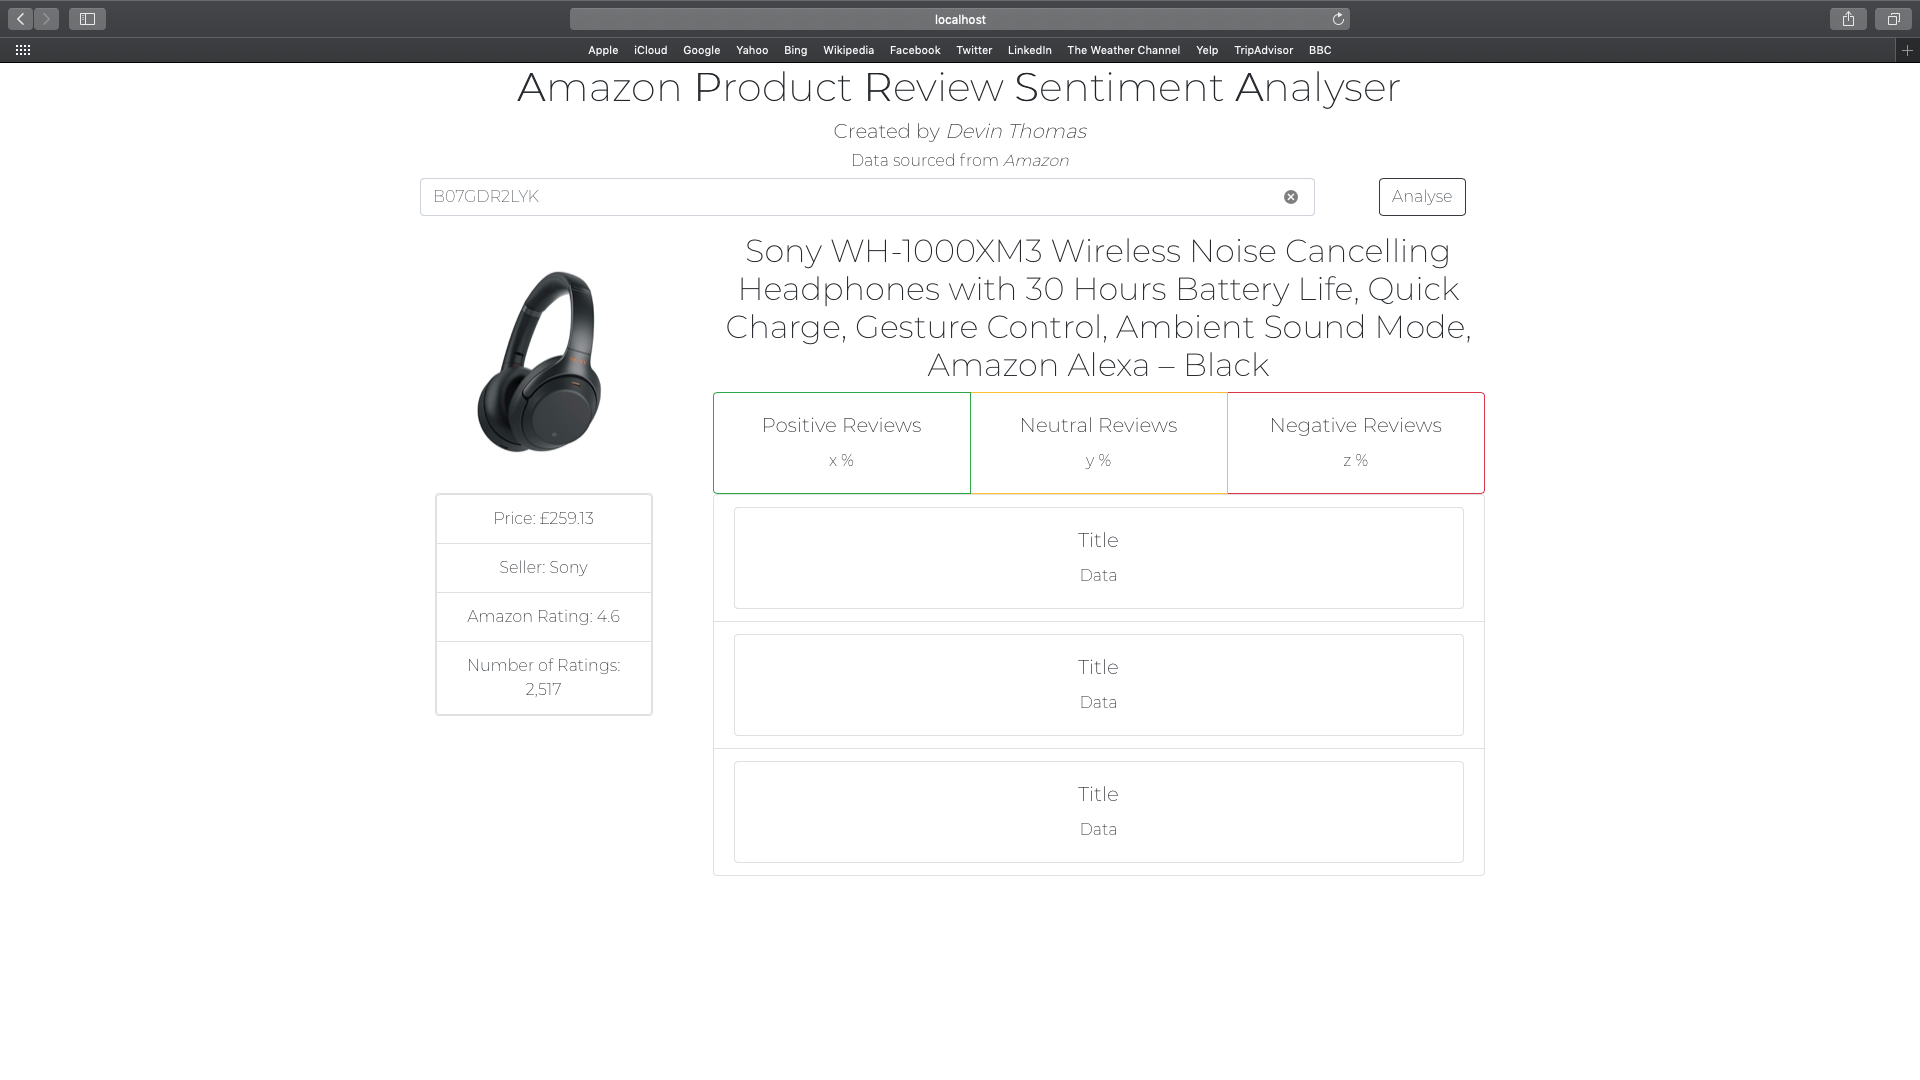 localhost
Apple iCloud Google Yahoo Bing Wikipedia Facebook Twitter LinkedIn The Weather Channel Yelp TripAdvisor BBC
Amazon Product Review Sentiment Analyser
Created by Devin Thomas
Data sourced from Amazon
B07GDR2LYK
Analyse
Sony WH-1000XM3 Wireless Noise Cancelling
Headphones with 30 Hours Battery Life, Quick
Charge, Gesture Control, Ambient Sound Mode,
Amazon Alexa – Black
Positive Reviews
x %
Neutral Reviews
y %
Negative Reviews
z %
Price: £259.13
Seller: Sony
Amazon Rating: 4.6
Number of Ratings:
2,517
Title
Data
Title
Data
Title
Data